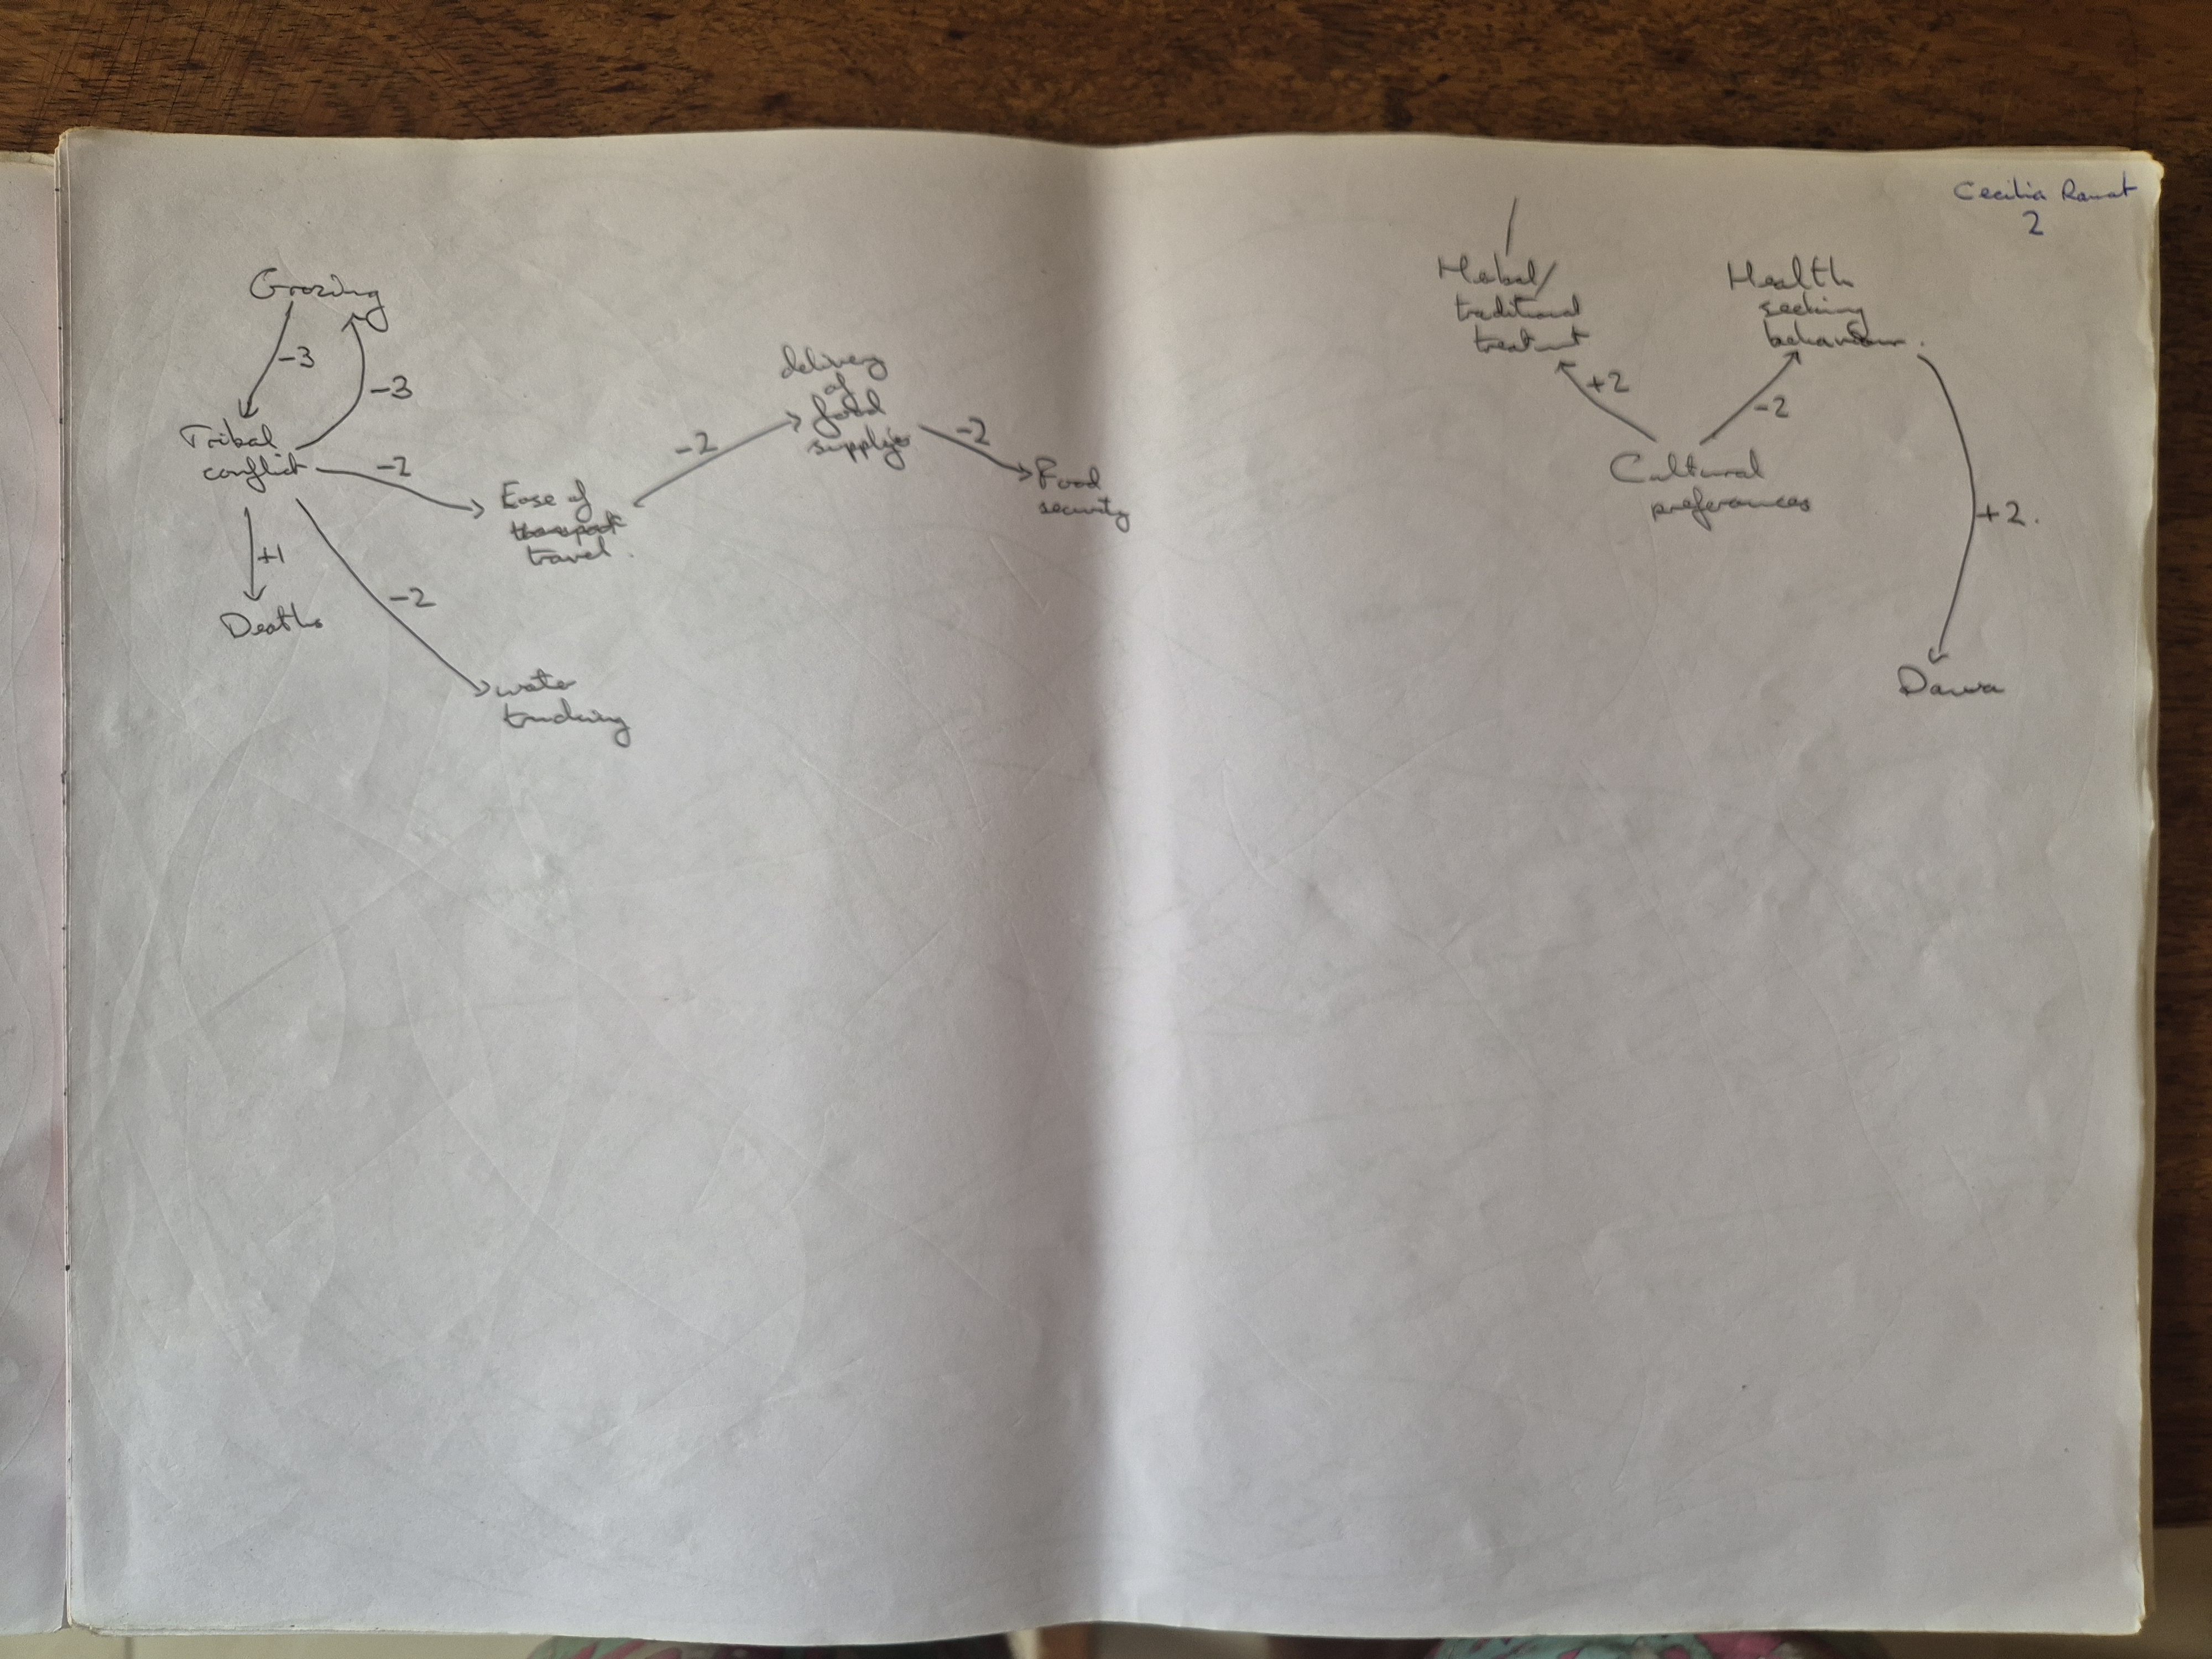 Cecilia Ramat
2
Grazing
-3
-3
Tribal
conflict
-2
Ease of
transport
travel.
-2
delivery
of
food
supplies
-2
Food
security
+1
Deaths
-2
water
trucking
Herbal/
traditional
treatment
Health
seeking
behaviour.
+2
-2
Cultural
preferences
+2.
Dawa